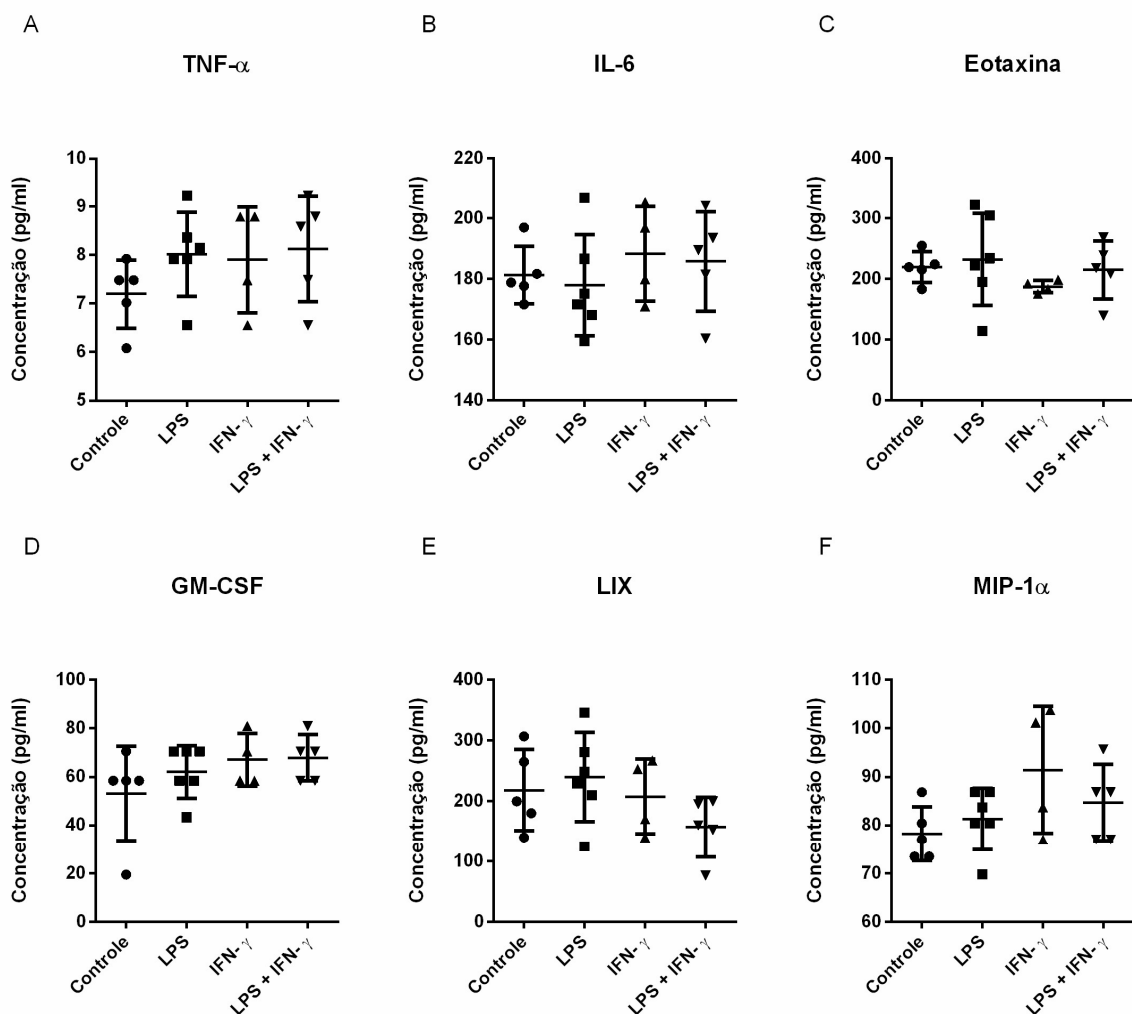 A
TNF-α
Concentração (pg/ml)
10
9
8
7
6
5
Controle
LPS
IFN- γ
LPS + IFN- γ
B
IL-6
Concentração (pg/ml)
220
200
180
160
140
Controle
LPS
IFN- γ
LPS + IFN- γ
C
Eotaxina
Concentração (pg/ml)
400
300
200
100
0
Controle
LPS
IFN- γ
LPS + IFN- γ
D
GM-CSF
Concentração (pg/ml)
100
80
60
40
20
0
Controle
LPS
IFN- γ
LPS + IFN- γ
E
LIX
Concentração (pg/ml)
400
300
200
100
0
Controle
LPS
IFN- γ
LPS + IFN- γ
F
MIP-1α
Concentração (pg/ml)
110
100
90
80
70
60
Controle
LPS
IFN- γ
LPS + IFN- γ